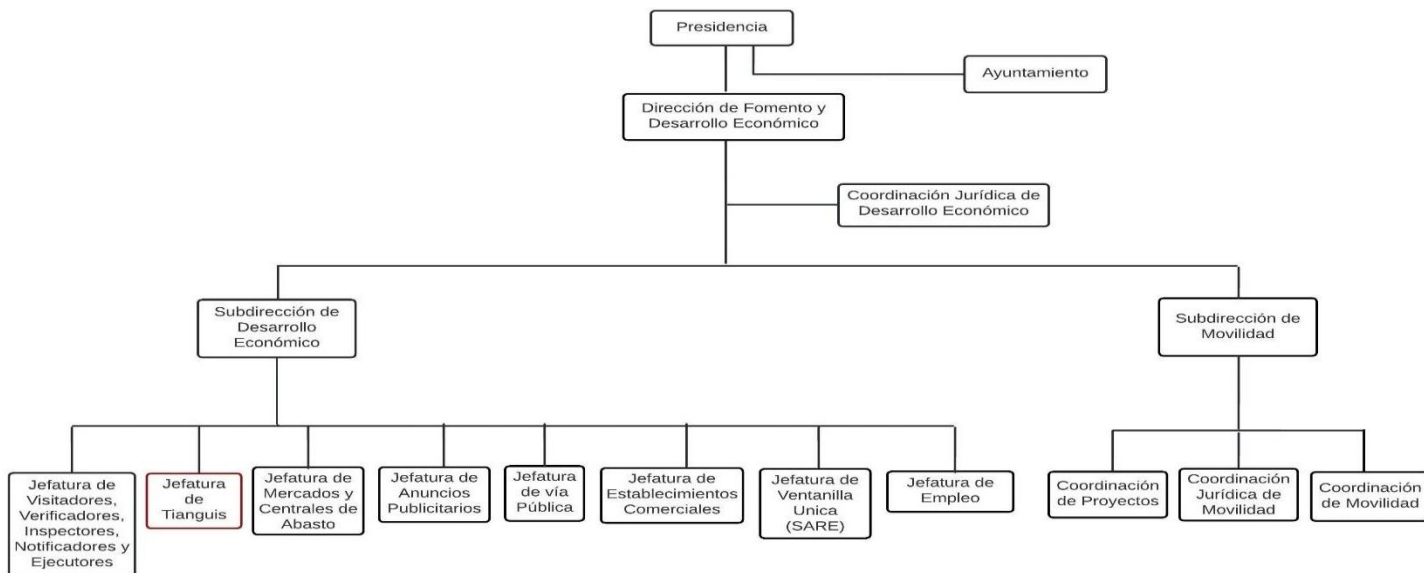 Presidencia
Ayuntamiento
Dirección de Fomento y
Desarrollo Económico
Coordinación Jurídica de
Desarrollo Económico
Subdirección de
Desarrollo
Económico
Subdirección de
Movilidad
Jefatura de
Visitadores,
Verificadores,
Inspectores,
Notificadores y
Ejecutores
Jefatura
de
Tianguis
Jefatura de
Mercados y
Centrales de
Abasto
Jefatura de
Anuncios
Publicitarios
Jefatura
de vía
Pública
Jefatura de
Establecimientos
Comerciales
Jefatura de
Ventanilla
Unica
(SARE)
Jefatura de
Empleo
Coordinación
de Proyectos
Coordinación
Jurídica de
Movilidad
Coordinación
de Movilidad